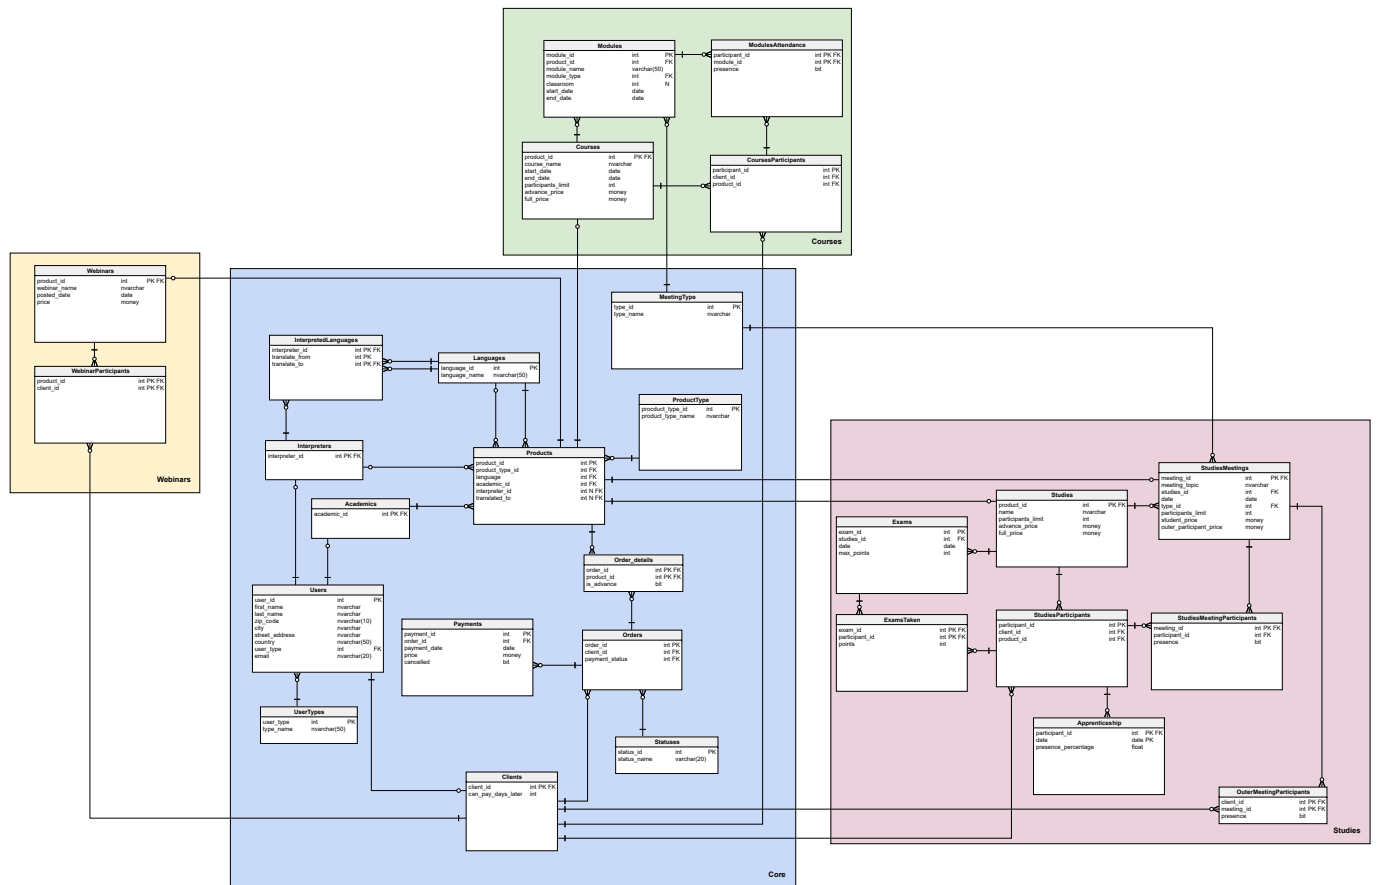 Modules
module_id int PK
product_id int FK
module_name varchar(50)
module_type int FK
classroom int N
start_date date
end_date date
ModulesAttendance
participant_id int PK FK
module_id int PK FK
presence bit
Courses
product_id int PK FK
course_name nvarchar
start_date date
end_date date
participants_limit int
advance_price money
full_price money
CoursesParticipants
participant_id int PK
client_id int FK
product_id int FK
Courses
Webinars
product_id int PK FK
webinar_name nvarchar
posted_date date
price money
WebinarParticipants
product_id int PK FK
client_id int PK FK
Webinars
MeetingType
type_id int PK
type_name nvarchar
InterpretedLanguages
interpreter_id int PK FK
translate_from int PK
translate_to int PK FK
Languages
language_id int PK
language_name nvarchar(50)
ProductType
procduct_type_id int PK
product_type_name nvarchar
Interpreters
interpreter_id int PK FK
Products
product_id int PK
product_type_id int FK
language int FK
academic_id int FK
interpreter_id int N FK
translated_to int N FK
Academics
academic_id int PK FK
Order_details
order_id int PK FK
product_id int PK FK
is_advance bit
Users
user_id int PK
first_name nvarchar
last_name nvarchar
zip_code nvarchar(10)
city nvarchar
street_address nvarchar
country nvarchar(50)
user_type int FK
email nvarchar(20)
Payments
payment_id int PK
order_id int FK
payment_date date
price money
cancelled bit
Orders
order_id int PK
client_id int FK
payment_status int FK
UserTypes
user_type int PK
type_name nvarchar(50)
Statuses
status_id int PK
status_name varchar(20)
Clients
client_id int PK FK
can_pay_days_later int
Core
StudiesMeetings
meeting_id int PK FK
meeting_topic nvarchar
studies_id int FK
date date
type_id int FK
participants_limit int
student_price money
outer_participant_price money
Studies
product_id int PK FK
name nvarchar
participants_limit int
advance_price money
full_price money
Exams
exam_id int PK
studies_id int FK
date date
max_points int
ExamsTaken
exam_id int PK FK
participant_id int PK FK
points int
StudiesParticipants
participant_id int PK
client_id int FK
product_id int FK
StudiesMeetingParticipants
meeting_id int PK FK
participant_id int FK
presence bit
Apprenticeship
participant_id int PK FK
date date PK
presence_percentage float
OuterMeetingParticipants
client_id int PK FK
meeting_id int PK FK
presence bit
Studies